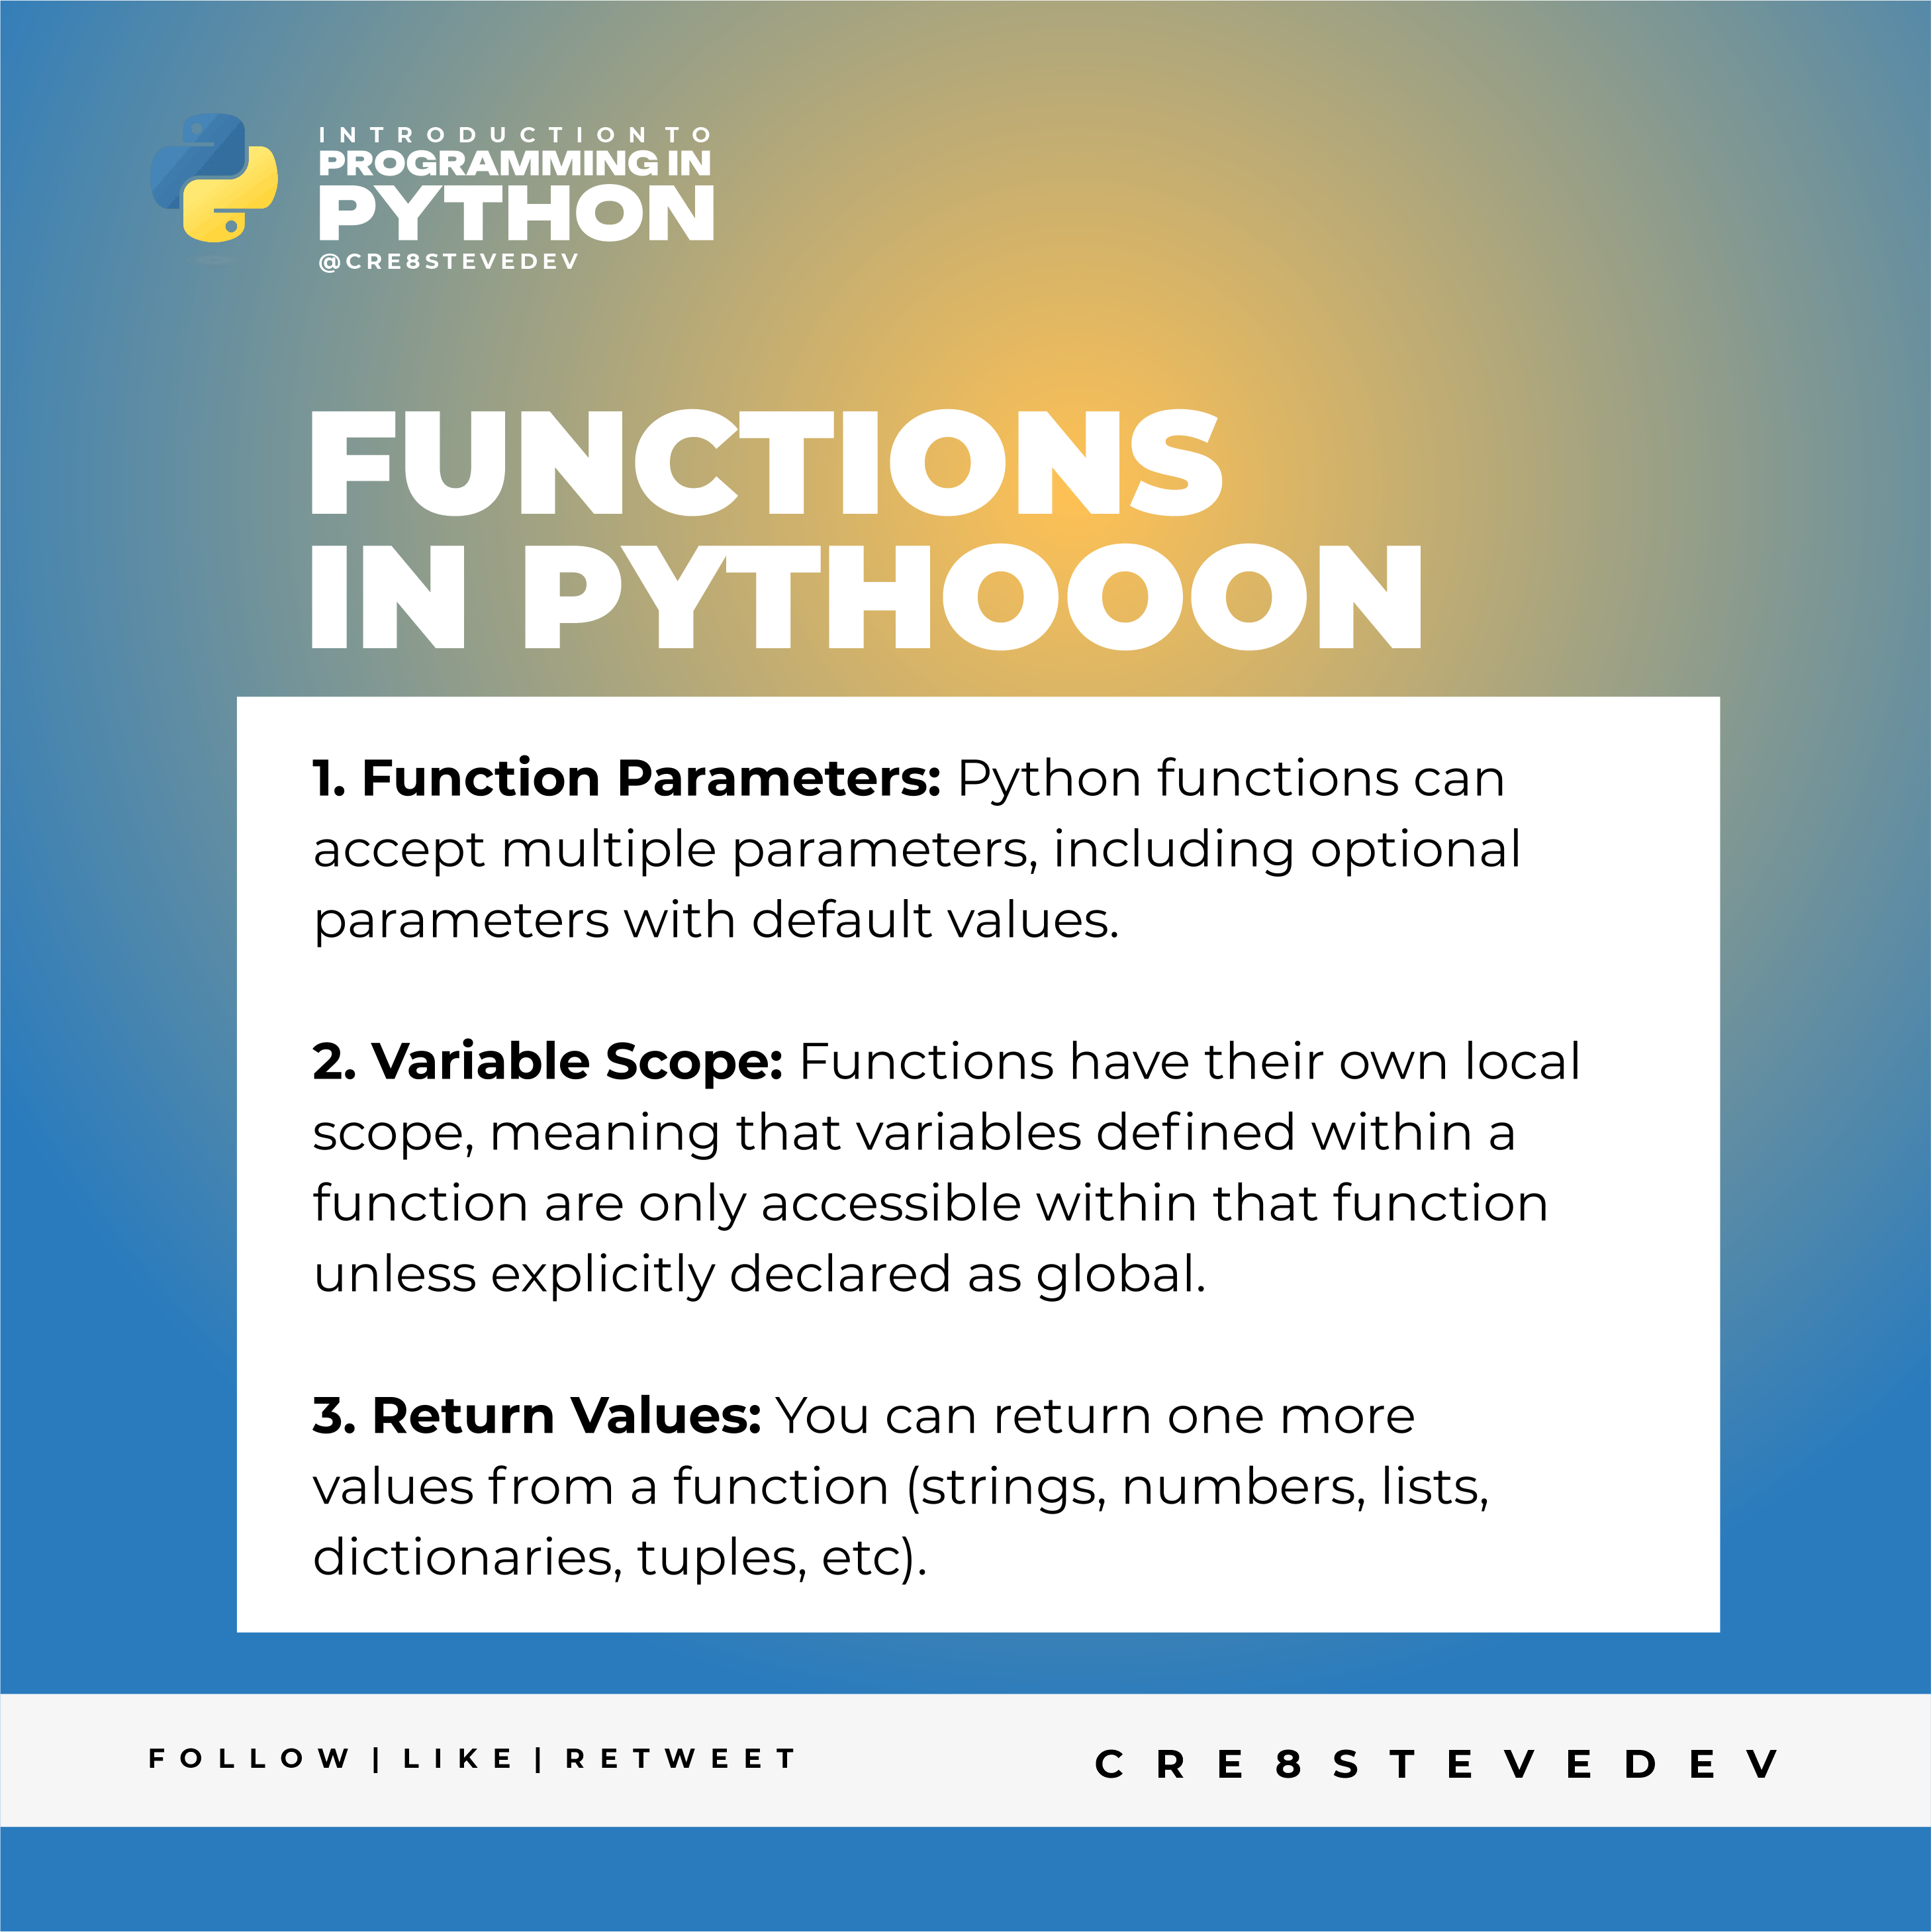 INTRODUCTION TO
PROGRAMMING IN
PYTHON
@CRE8STEVEDEV
FUNCTIONS
IN PYTHOOON
1. Function Parameters: Python functions can
accept multiple parameters, including optional
parameters with default values.
2. Variable Scope: Functions have their own local
scope, meaning that variables defined within a
function are only accessible within that function
unless explicitly declared as global.
3. Return Values: You can return one more
values from a function (strings, numbers, lists,
dictionaries, tuples, etc).
FOLLOW|LIKE|RETWEET
CRE8STEVEDEV